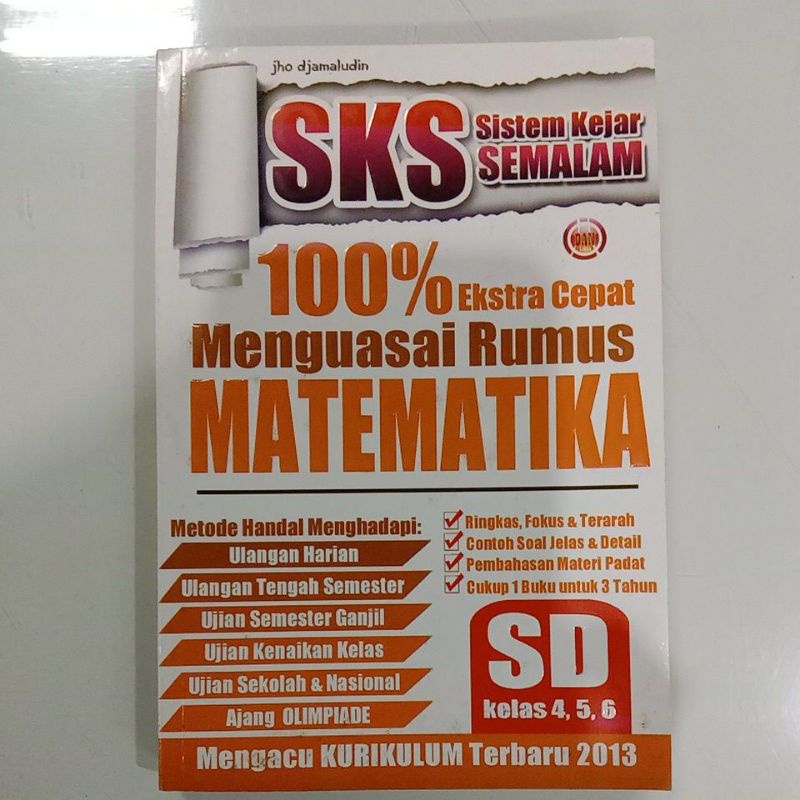 jho djamaludin
SKS
Sistem Kejar
SEMALAM
DAN
100% Ekstra Cepat
Menguasai Rumus
MATEMATIKA
Metode Handal Menghadapi:
Ulangan Harian
Ulangan Tengah Semester
Ujian Semester Ganjil
Ujian Kenaikan Kelas
Ujian Sekolah & Nasional
Ajang OLIMPIADE
Ringkas, Fokus & Terarah
Contoh Soal Jelas & Detail
Pembahasan Materi Padat
Cukup 1 Buku untuk 3 Tahun
SD
kelas 4, 5, 6
Mengacu KURIKULUM Terbaru 2013